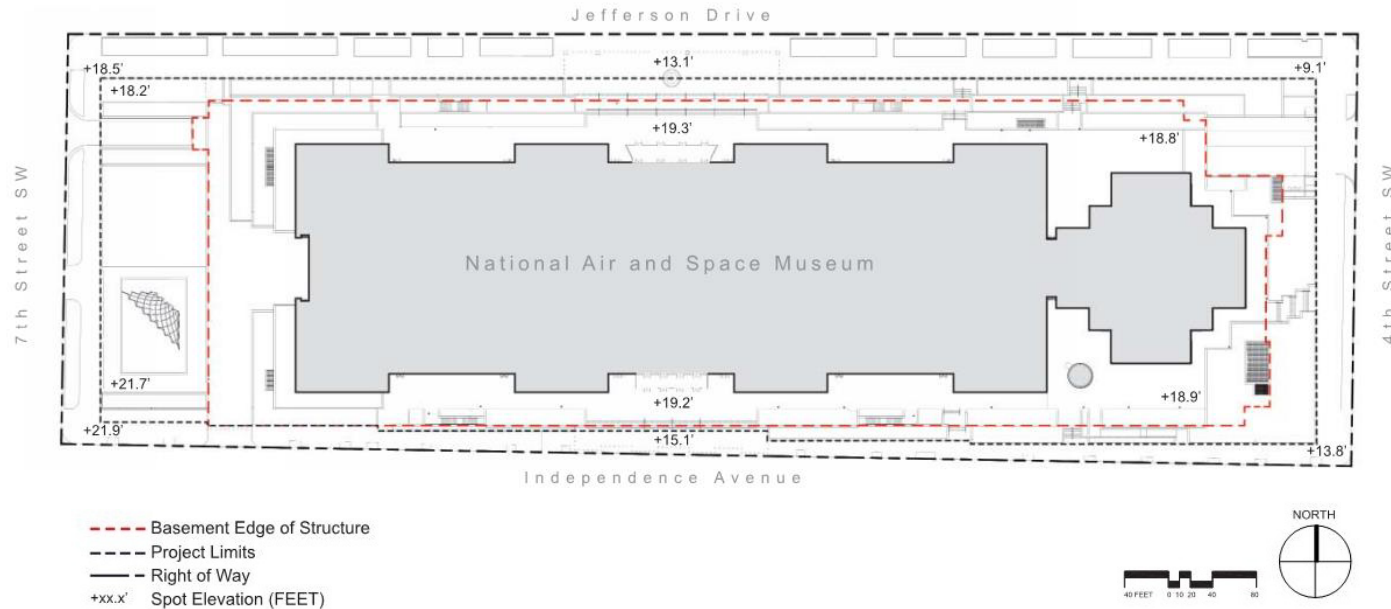 Jefferson Drive
+18.5'
+13.1'
+9.1'
+18.2'
+19.3'
+18.8'
7th Street SW
National Air and Space Museum
4th Street SW
+21.7'
+19.2'
+18.9'
+21.9'
+15.1'
+13.8'
Independence Avenue
Basement Edge of Structure
Project Limits
Right of Way
+xx.x' Spot Elevation (FEET)
NORTH
40 FEET 0 10 20 40 80